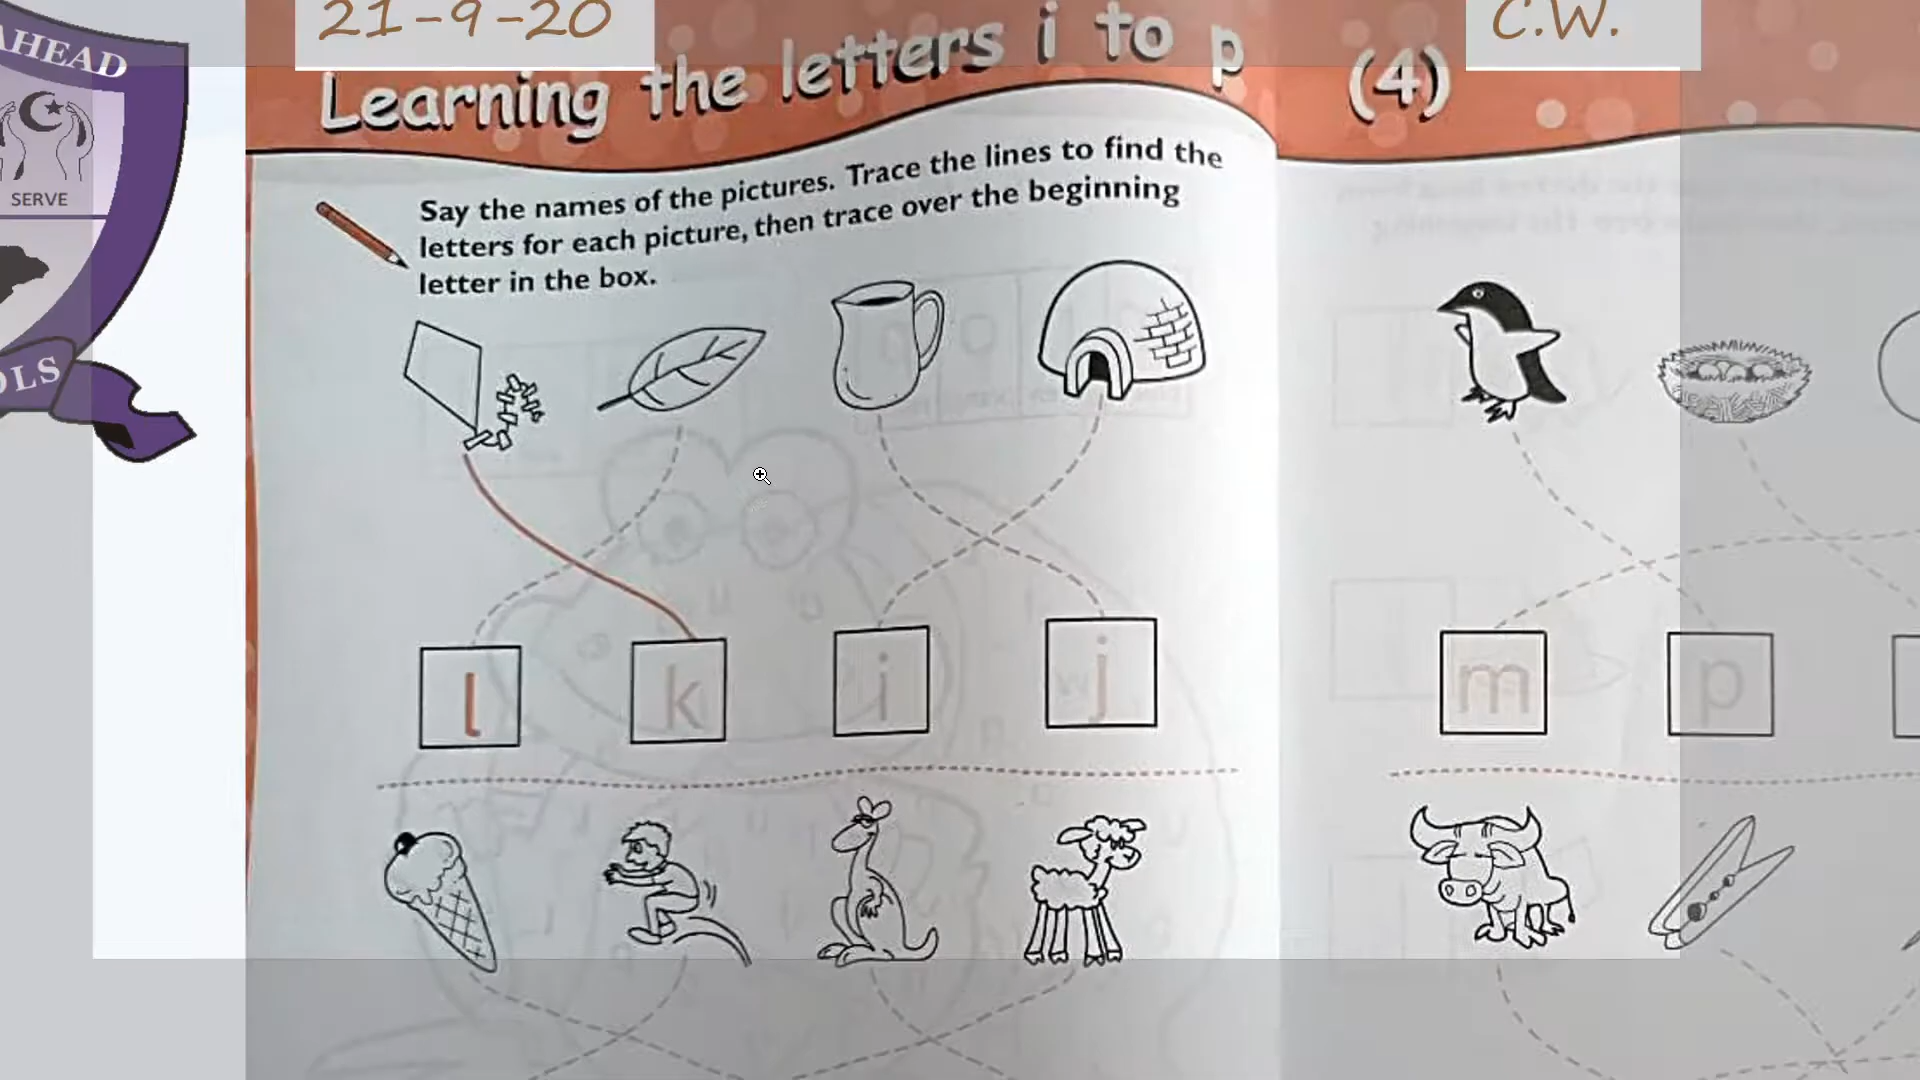 21-9-20
C.W.
AHEAD
SERVE
OLS
Learning the letters i to p (4)
Say the names of the pictures. Trace the lines to find the
letters for each picture, then trace over the beginning
letter in the box.
l k i j m p